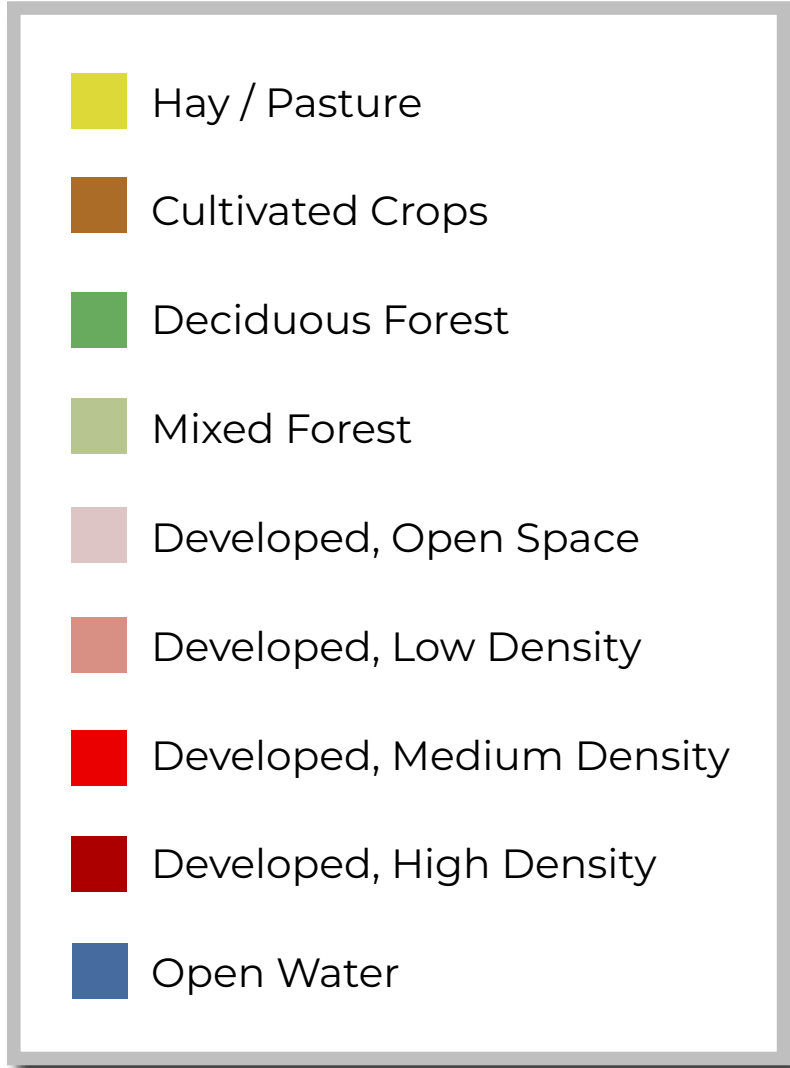 Hay / Pasture
Cultivated Crops
Deciduous Forest
Mixed Forest
Developed, Open Space
Developed, Low Density
Developed, Medium Density
Developed, High Density
Open Water